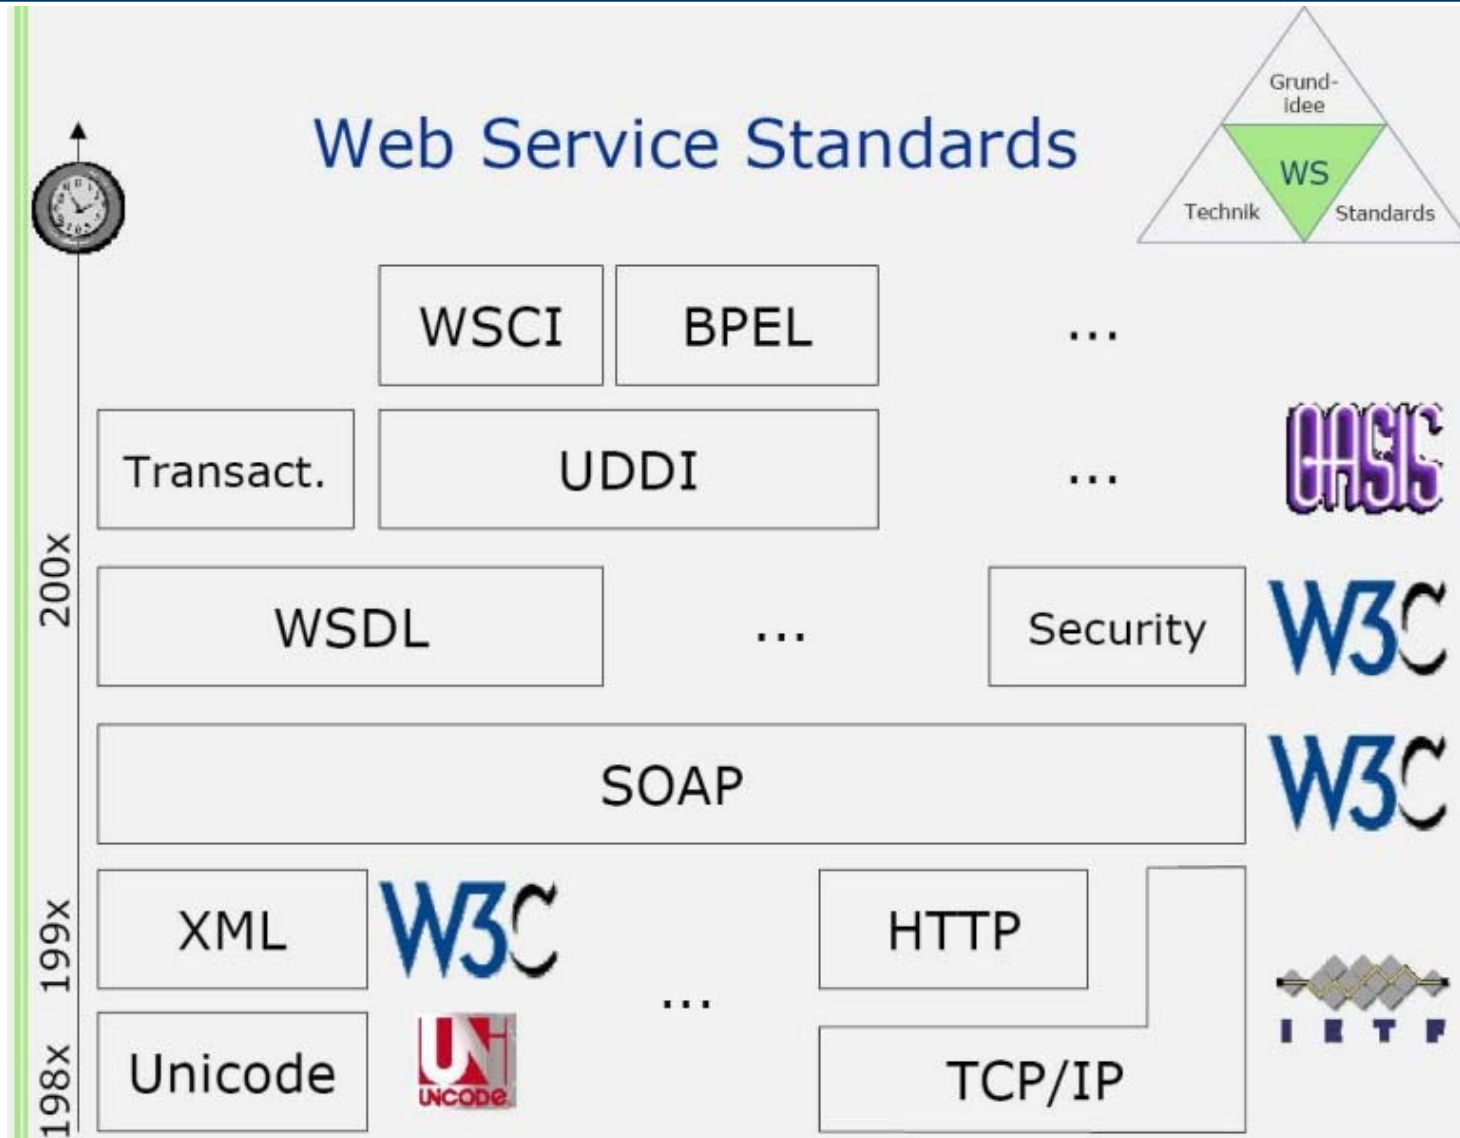 Web Service Standards
Grund-
idee
WS
Technik
Standards
WSCI
BPEL
...
Transact.
UDDI
...
OASIS
200x
WSDL
...
Security
W3C
SOAP
W3C
199x
XML
W3C
HTTP
...
IETF
198x
Unicode
UNICODE
TCP/IP